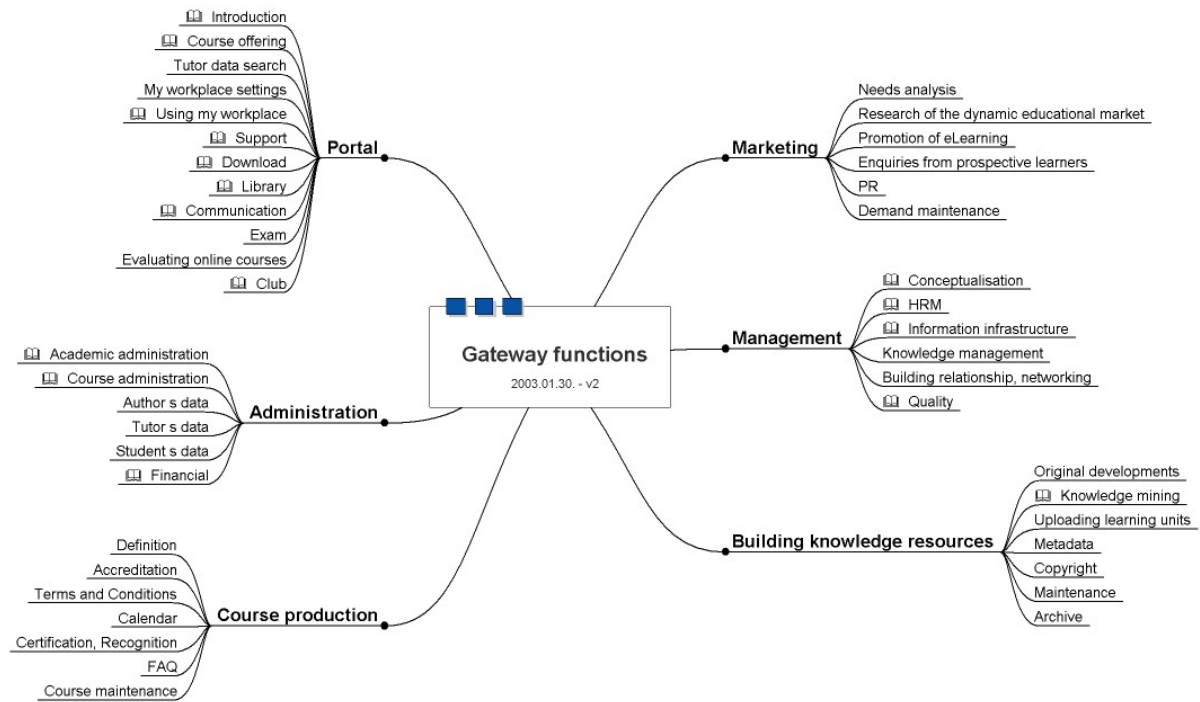 Introduction
Course offering
Tutor data search
My workplace settings
Using my workplace
Support
Download
Library
Communication
Exam
Evaluating online courses
Club
Portal
Academic administration
Course administration
Author s data
Tutor s data
Student s data
Financial
Administration
Definition
Accreditation
Terms and Conditions
Calendar
Certification, Recognition
FAQ
Course maintenance
Course production
Gateway functions
2003.01.30. - v2
Marketing
Needs analysis
Research of the dynamic educational market
Promotion of eLearning
Enquiries from prospective learners
PR
Demand maintenance
Management
Conceptualisation
HRM
Information infrastructure
Knowledge management
Building relationship, networking
Quality
Building knowledge resources
Original developments
Knowledge mining
Uploading learning units
Metadata
Copyright
Maintenance
Archive